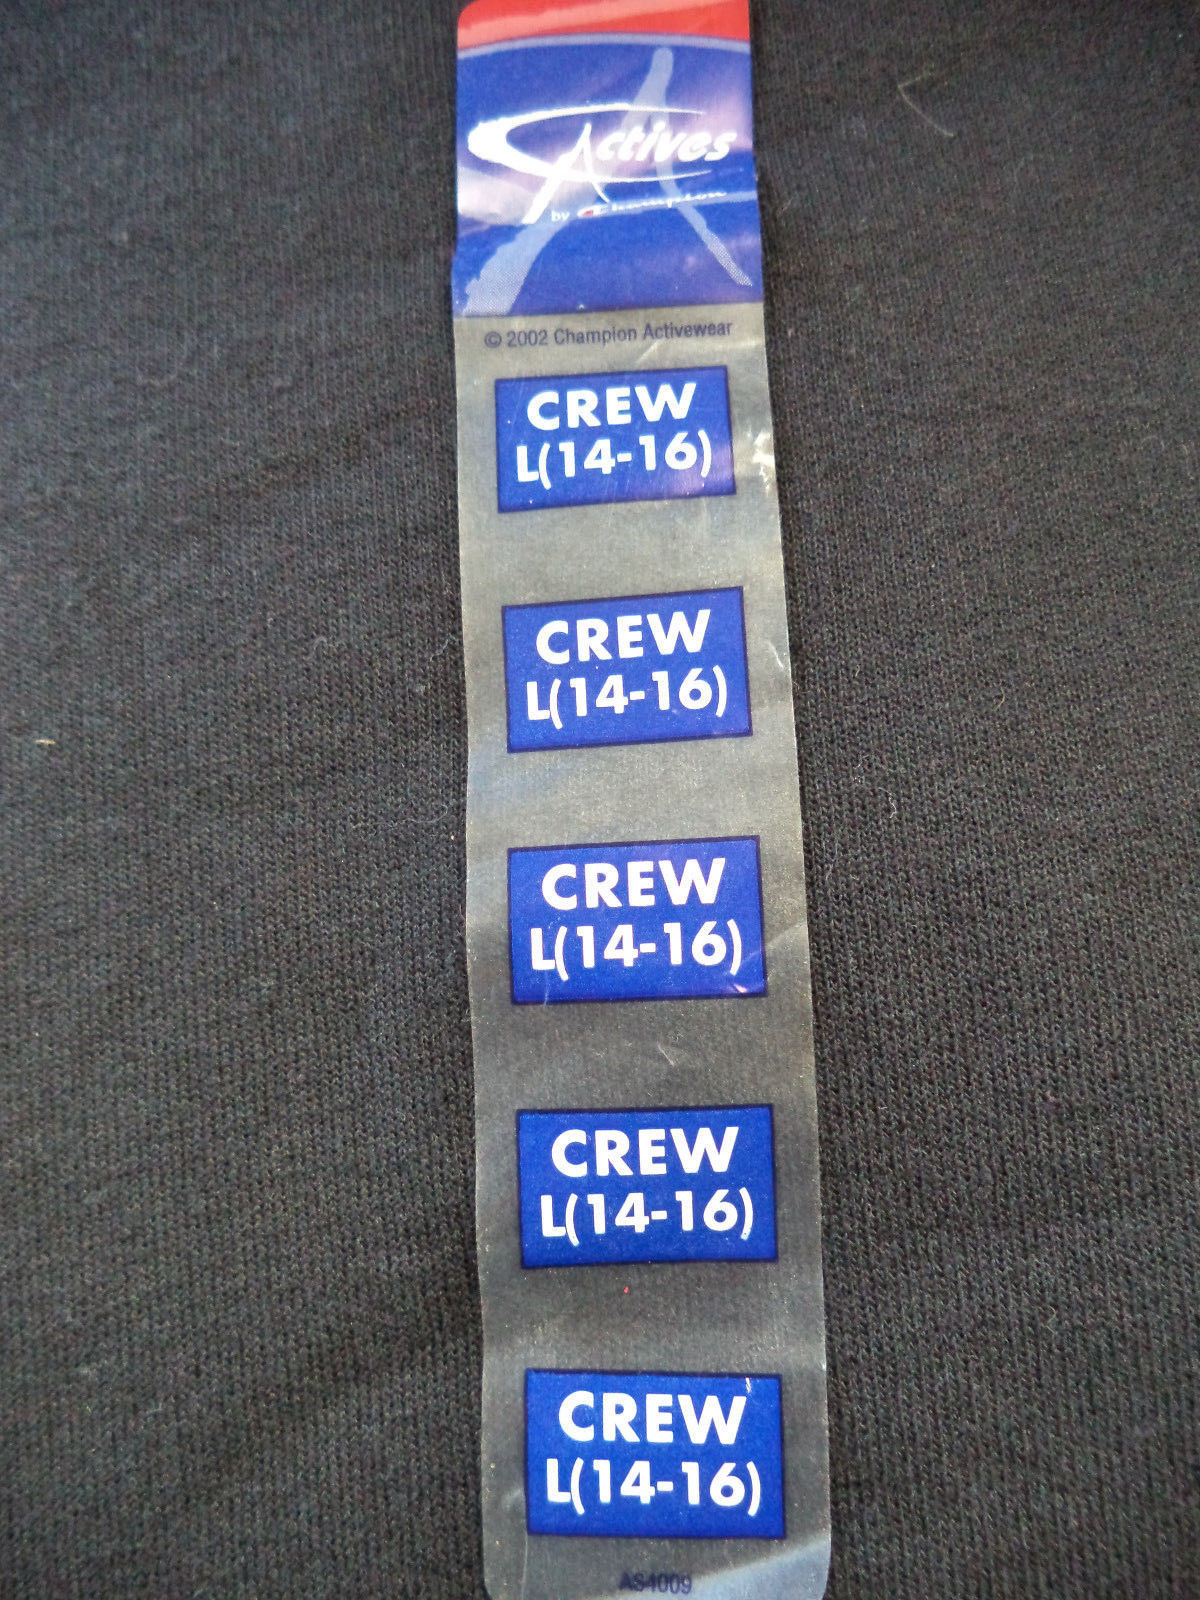 Actives
by Champion
© 2002 Champion Activewear
CREW
L(14-16)
CREW
L(14-16)
CREW
L(14-16)
CREW
L(14-16)
CREW
L(14-16)
AS4009